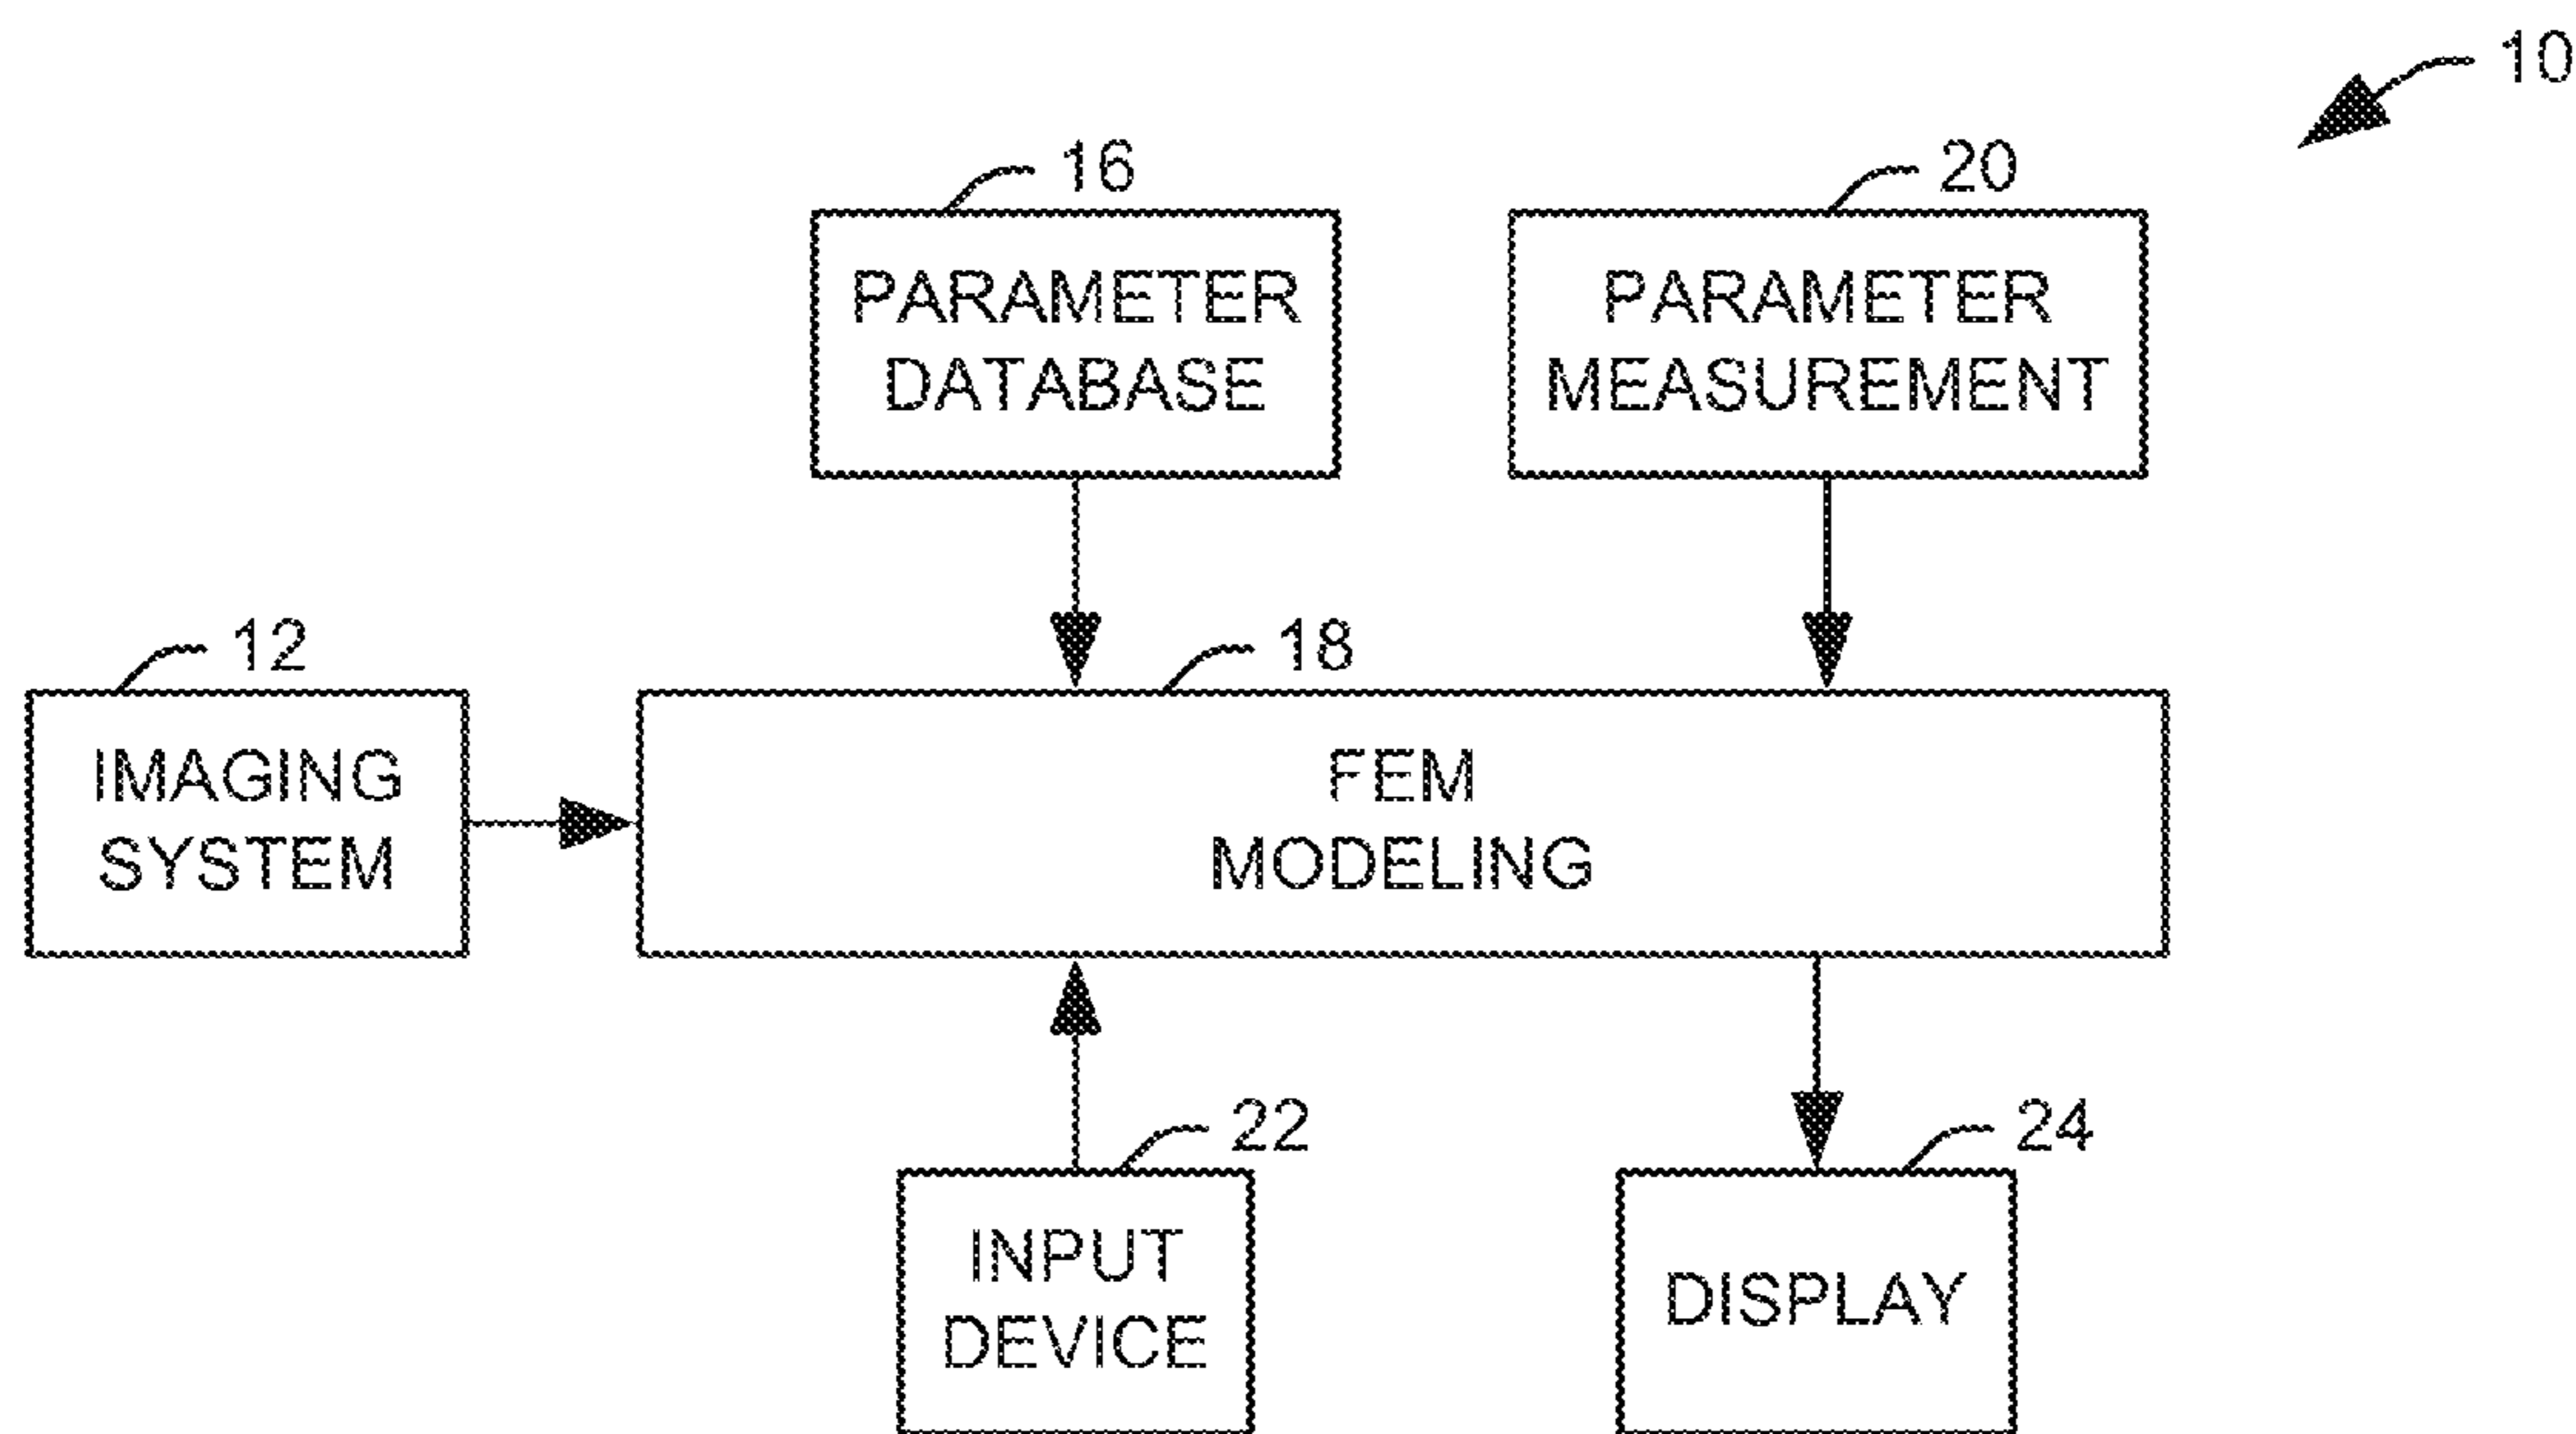 10
16
20
PARAMETER
DATABASE
PARAMETER
MEASUREMENT
12
18
IMAGING
SYSTEM
FEM
MODELING
22
24
INPUT
DEVICE
DISPLAY